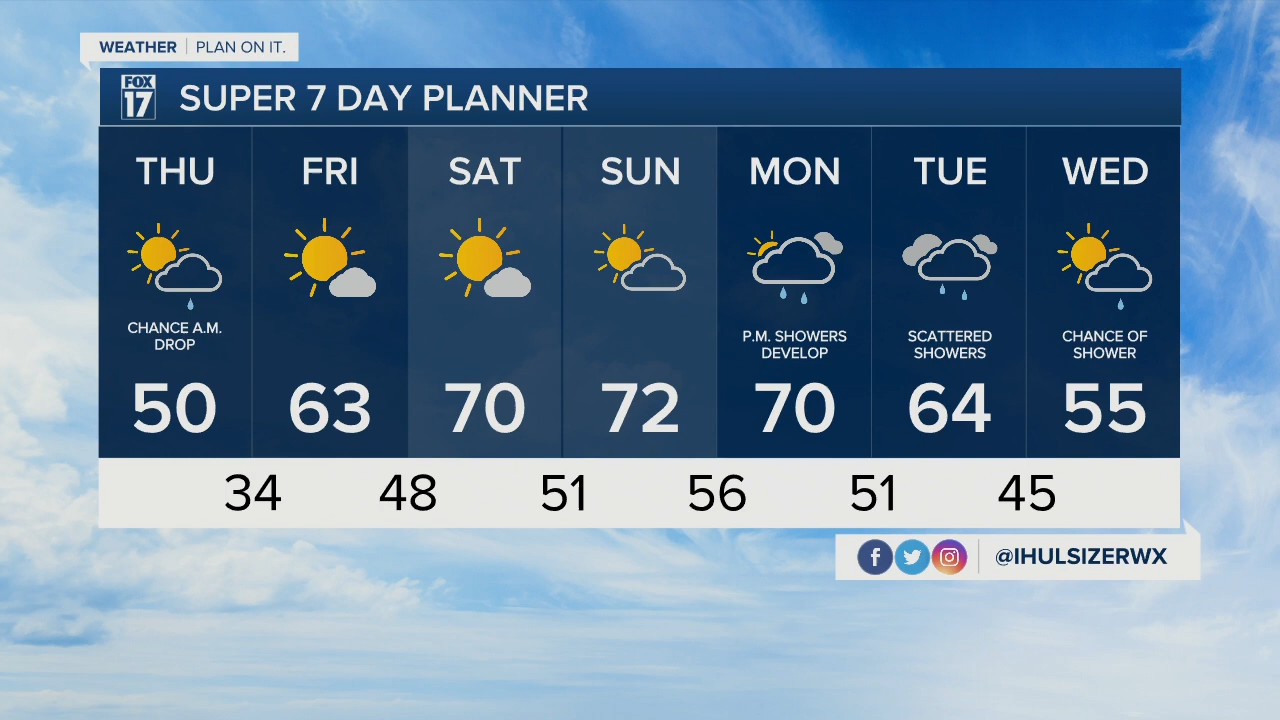 WEATHER | PLAN ON IT.
FOX
17
SUPER 7 DAY PLANNER
THU FRI SAT SUN MON TUE WED
CHANCE A.M.
DROP
P.M. SHOWERS
DEVELOP
SCATTERED
SHOWERS
CHANCE OF
SHOWER
50 63 70 72 70 64 55
34 48 51 56 51 45
@IHULSIZERWX